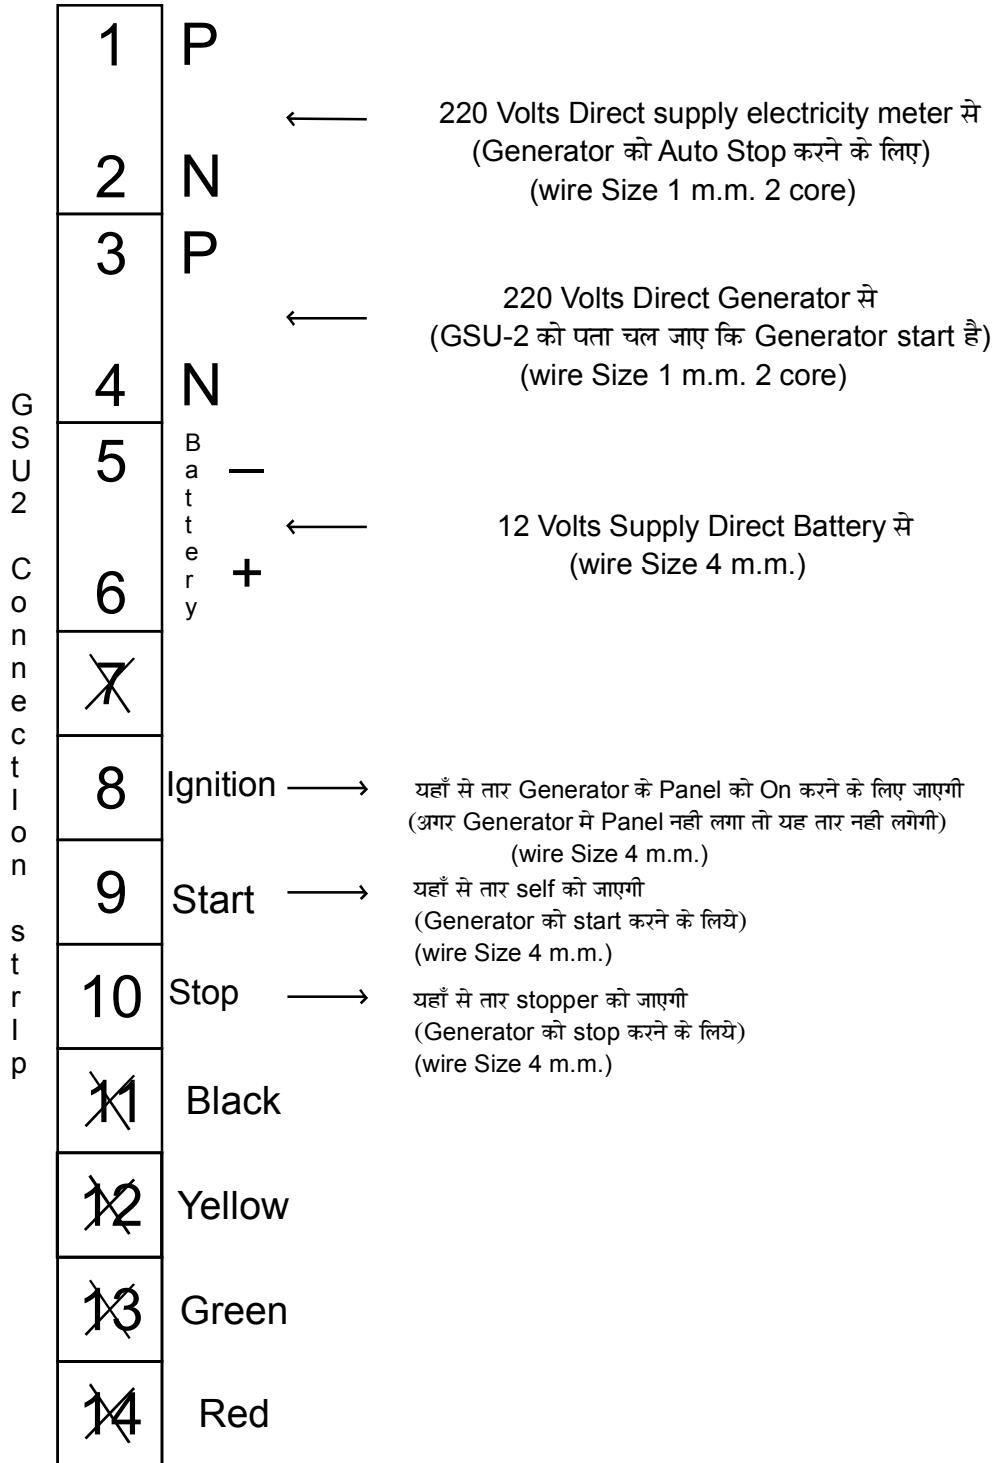 GSU2 ConnectIon strIp
1 P
220 Volts Direct supply electricity meter से
(Generator को Auto Stop करने के लिए)
2 N
(wire Size 1 m.m. 2 core)
3 P
220 Volts Direct Generator से
(GSU-2 को पता चल जाए कि Generator start है)
4 N
(wire Size 1 m.m. 2 core)
5 Battery —
12 Volts Supply Direct Battery से
6 +
(wire Size 4 m.m.)
7
8 Ignition
यहाँ से तार Generator के Panel को On करने के लिए जाएगी
(अगर Generator मे Panel नही लगा तो यह तार नही लगेगी)
(wire Size 4 m.m.)
9 Start
यहाँ से तार self को जाएगी
(Generator को start करने के लिये)
(wire Size 4 m.m.)
10 Stop
यहाँ से तार stopper को जाएगी
(Generator को stop करने के लिये)
(wire Size 4 m.m.)
11 Black
12 Yellow
13 Green
14 Red